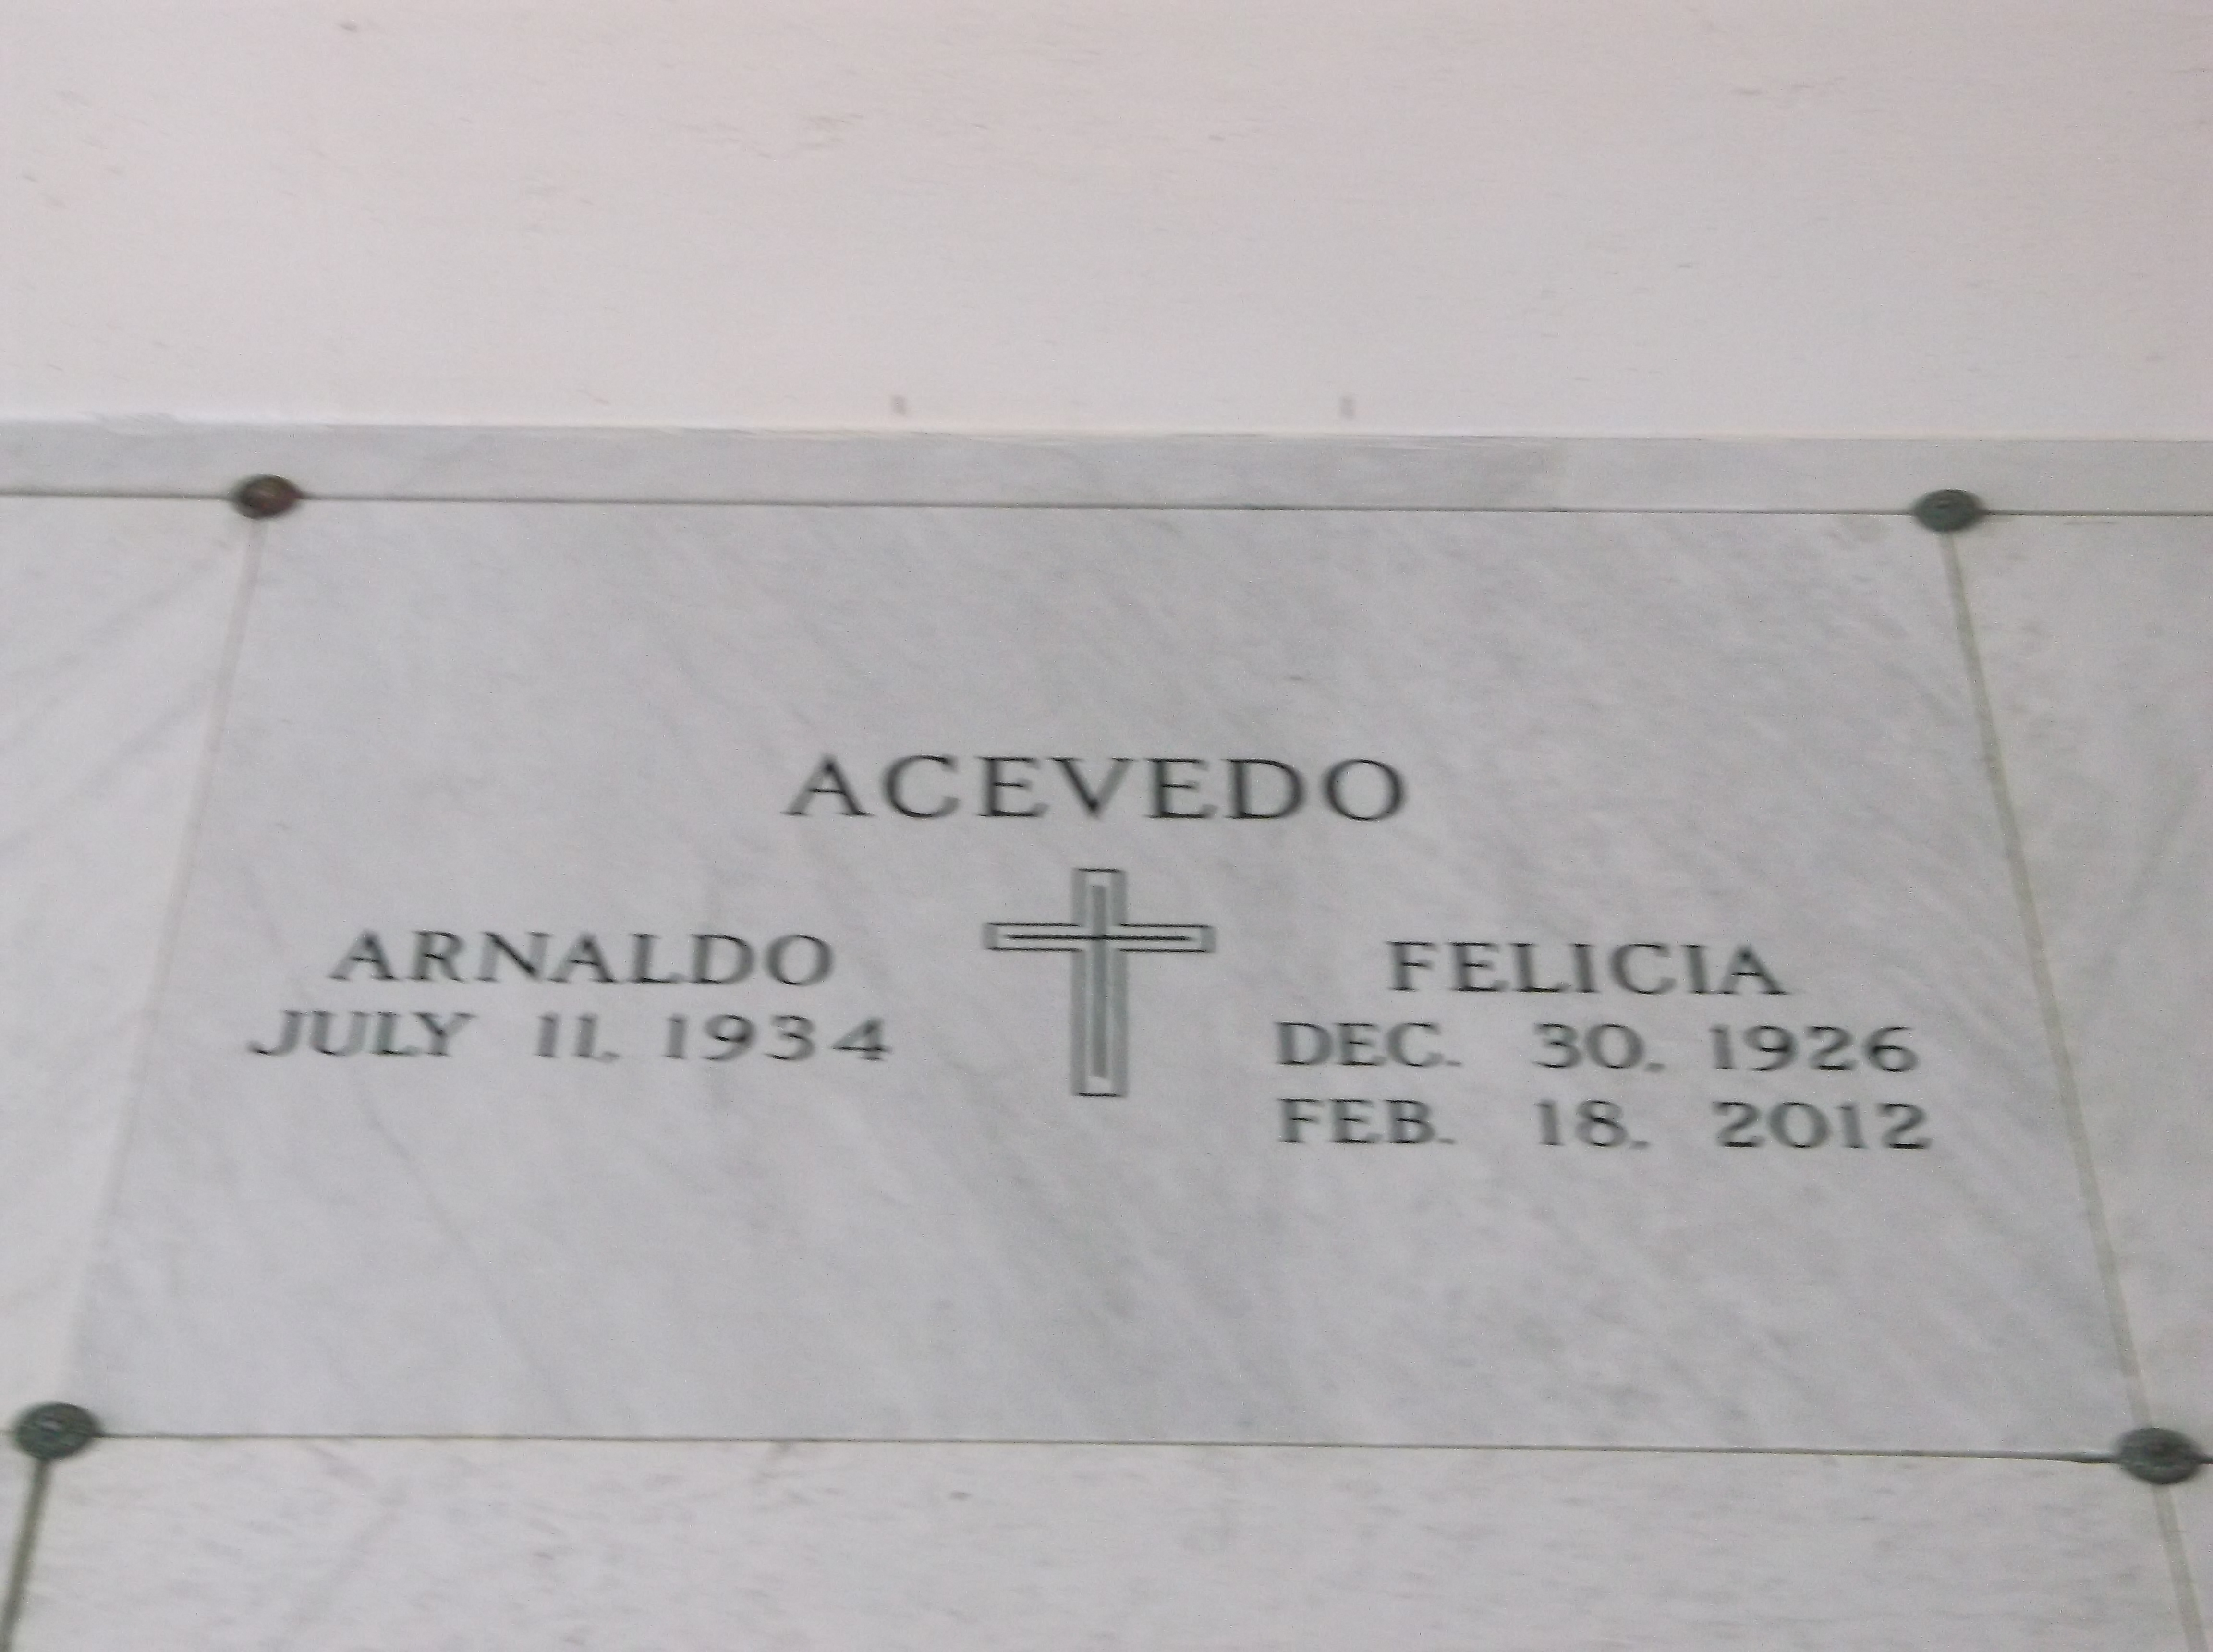 ACEVEDO
ARNALDO
JULY 11, 1934
FELICIA
DEC. 30, 1926
FEB. 18, 2012